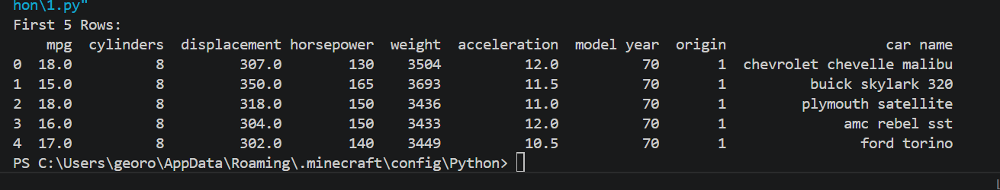 hon\1.py"
First 5 Rows:
    mpg  cylinders  displacement horsepower  weight  acceleration  model year  origin                   car name
0  18.0          8         307.0        130    3504          12.0          70       1  chevrolet chevelle malibu
1  15.0          8         350.0        165    3693          11.5          70       1          buick skylark 320
2  18.0          8         318.0        150    3436          11.0          70       1         plymouth satellite
3  16.0          8         304.0        150    3433          12.0          70       1              amc rebel sst
4  17.0          8         302.0        140    3449          10.5          70       1                ford torino
PS C:\Users\georo\AppData\Roaming\.minecraft\config\Python>